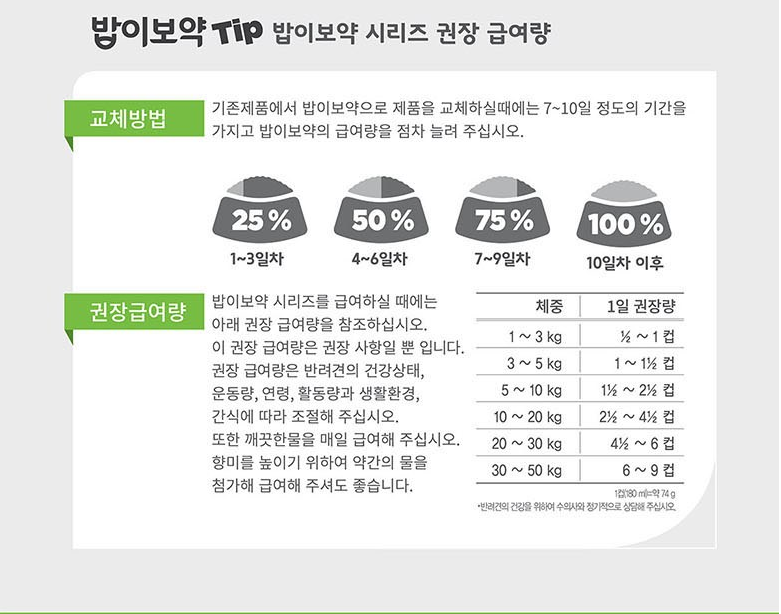 밥이보약 Tip 밥이보약 시리즈 권장 급여량
교체방법
기존제품에서 밥이보약으로 제품을 교체하실때에는 7~10일 정도의 기간을
가지고 밥이보약의 급여량을 점차 늘려 주십시오.
25 % 50 % 75 % 100 %
1~3일차 4~6일차 7~9일차 10일차 이후
권장급여량
밥이보약 시리즈를 급여하실 때에는
아래 권장 급여량을 참조하십시오.
이 권장 급여량은 권장 사항일 뿐 입니다.
권장 급여량은 반려견의 건강상태,
운동량, 연령, 활동량과 생활환경,
간식에 따라 조절해 주십시오.
또한 깨끗한물을 매일 급여해 주십시오.
향미를 높이기 위하여 약간의 물을
첨가해 급여해 주셔도 좋습니다.
체중 1일 권장량
1 ~ 3 kg ½ ~ 1 컵
3 ~ 5 kg 1 ~ 1½ 컵
5 ~ 10 kg 1½ ~ 2½ 컵
10 ~ 20 kg 2½ ~ 4½ 컵
20 ~ 30 kg 4½ ~ 6 컵
30 ~ 50 kg 6 ~ 9 컵
1컵(180 ml)=약 74 g
*반려견의 건강을 위하여 수의사와 정기적으로 상담해 주십시오.